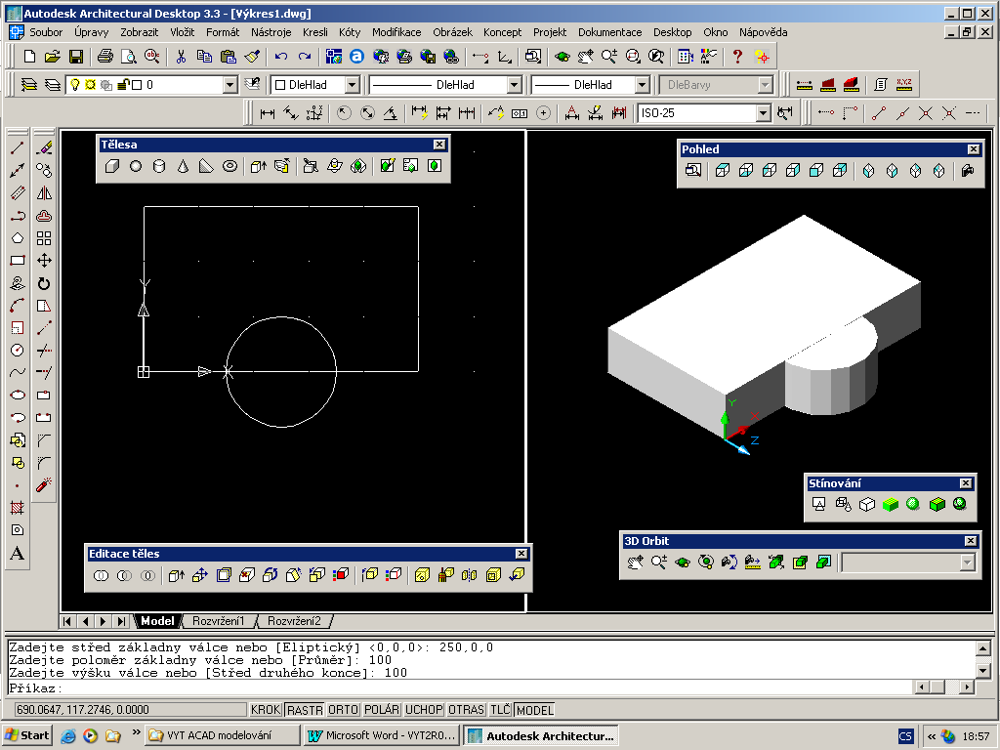 Autodesk Architectural Desktop 3.3 - [Výkres1.dwg]
Soubor Úpravy Zobrazit Vložit Formát Nástroje Kresli Kóty Modifikace Obrázek Koncept Projekt Dokumentace Desktop Okno Nápověda
0 DleHlad DleHlad DleHlad DleBarvy
ISO-25
Tělesa
Pohled
Y
X
Y
Z
Stínování
3D Orbit
Editace těles
Model Rozvržení1 Rozvržení2
Zadejte střed základny válce nebo [Eliptický] <0,0,0>: 250,0,0
Zadejte poloměr základny válce nebo [Průměr]: 100
Zadejte výšku válce nebo [Střed druhého konce]: 100
Příkaz:
690.0647, 117.2746, 0.0000 KROK RASTR ORTO POLÁR UCHOP OTRAS TLČ MODEL
Start » VYT ACAD modelování Microsoft Word - VYT2R0... Autodesk Architectur... CS « 18:57